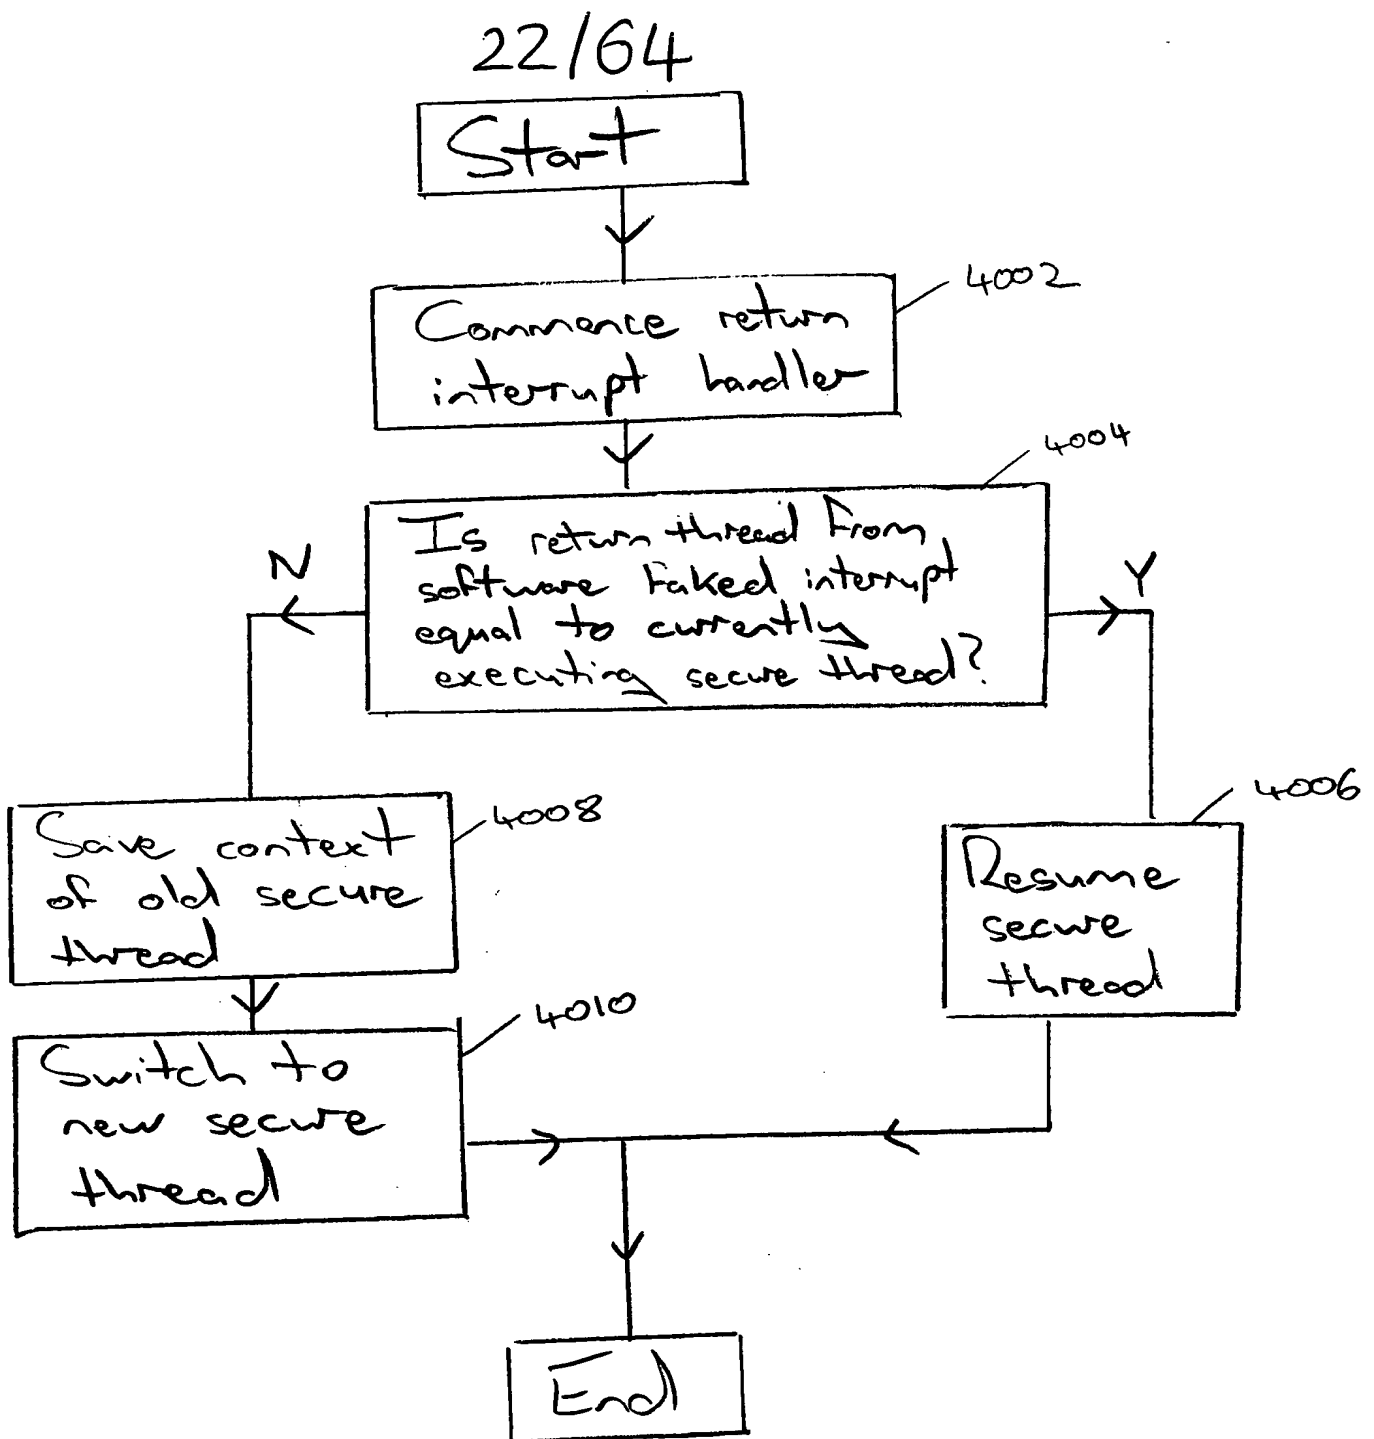 22/64
Start
4002
Commence return
interrupt handler
4004
Is return thread from
software faked interrupt
equal to currently
executing secure thread?
N
Y
4008
Save context
of old secure
thread
4006
Resume
secure
thread
4010
Switch to
new secure
thread
End